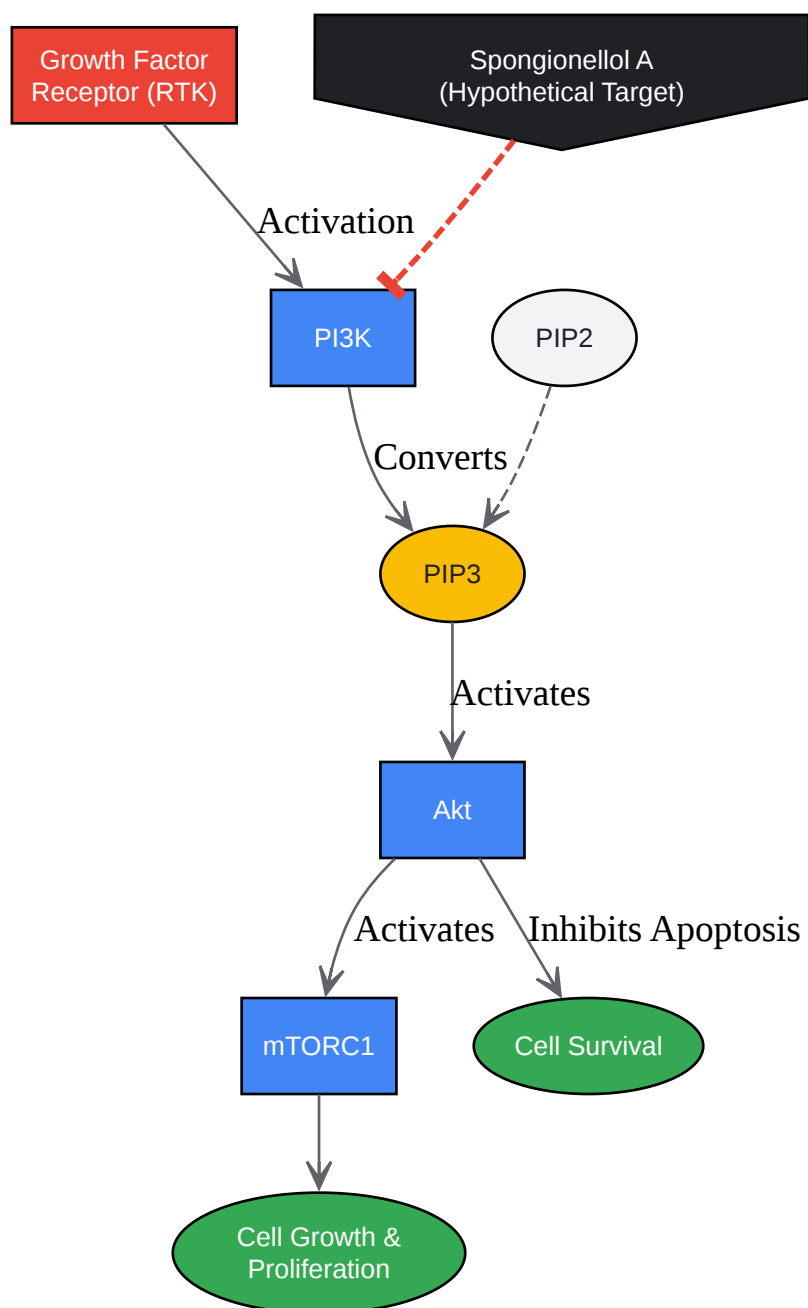 Growth Factor
Receptor (RTK)
Spongionellol A
(Hypothetical Target)
Activation
PI3K
PIP2
Converts
PIP3
Activates
Akt
Activates
Inhibits Apoptosis
mTORC1
Cell Survival
Cell Growth &
Proliferation